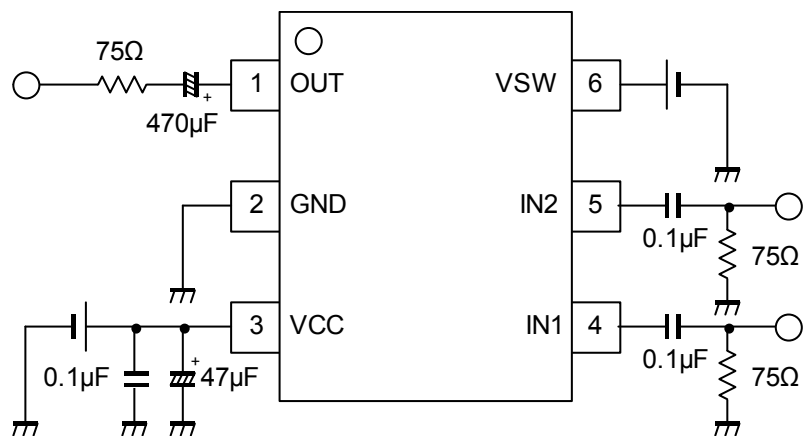 75Ω
1 OUT
VSW 6
470µF
+
2 GND
IN2 5
0.1µF
75Ω
3 VCC
IN1 4
+
0.1µF
47µF
0.1µF
75Ω